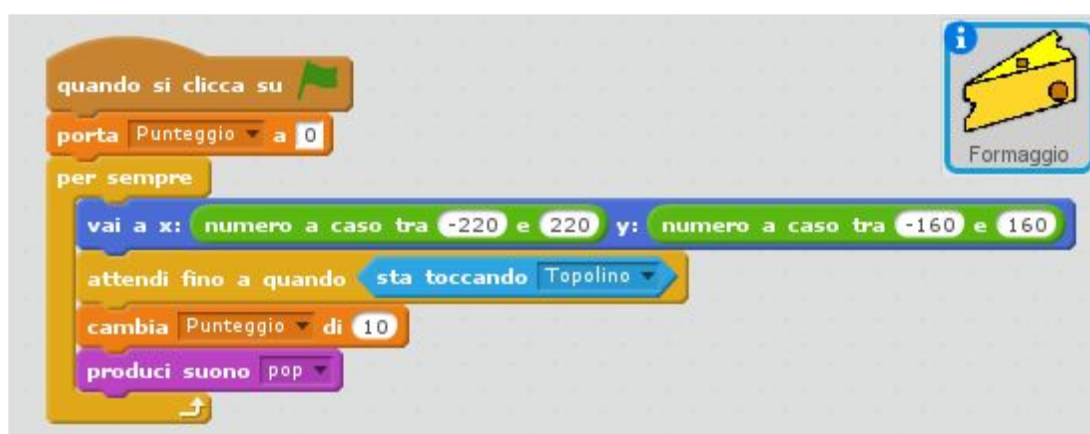 quando si clicca su
porta Punteggio a 0
per sempre
vai a x: numero a caso tra -220 e 220 y: numero a caso tra -160 e 160
attendi fino a quando sta toccando Topolino
cambia Punteggio di 10
produci suono pop
i
Formaggio